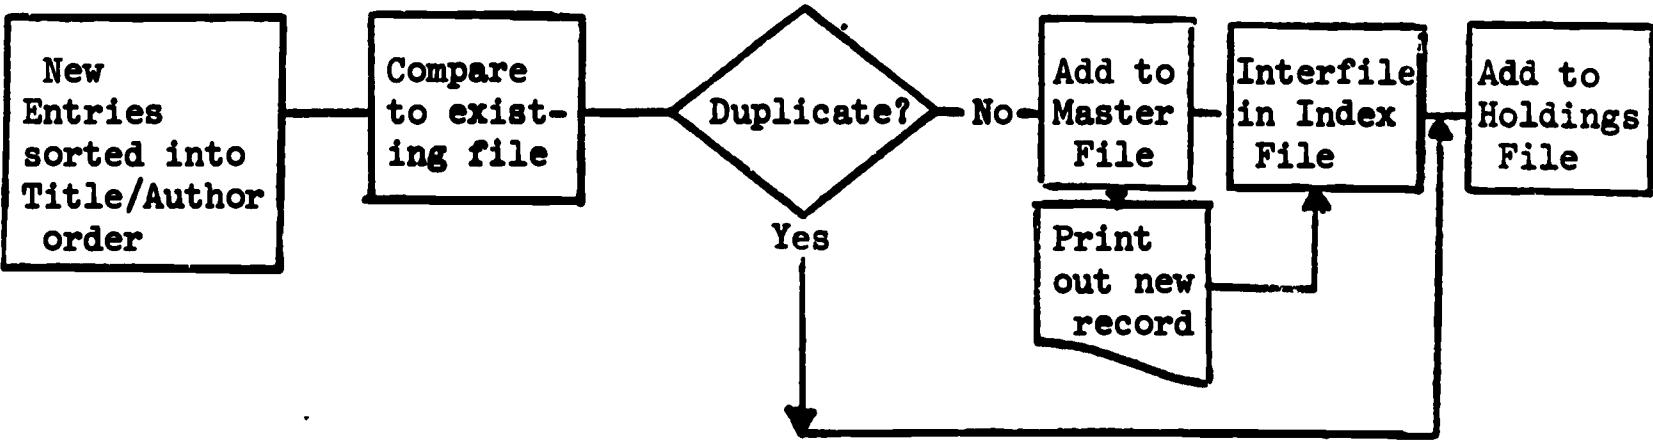 New
Entries
sorted into
Title/Author
order
Compare
to exist-
ing file
Duplicate?
No
Yes
Add to
Master
File
Print
out new
record
Interfile
in Index
File
Add to
Holdings
File